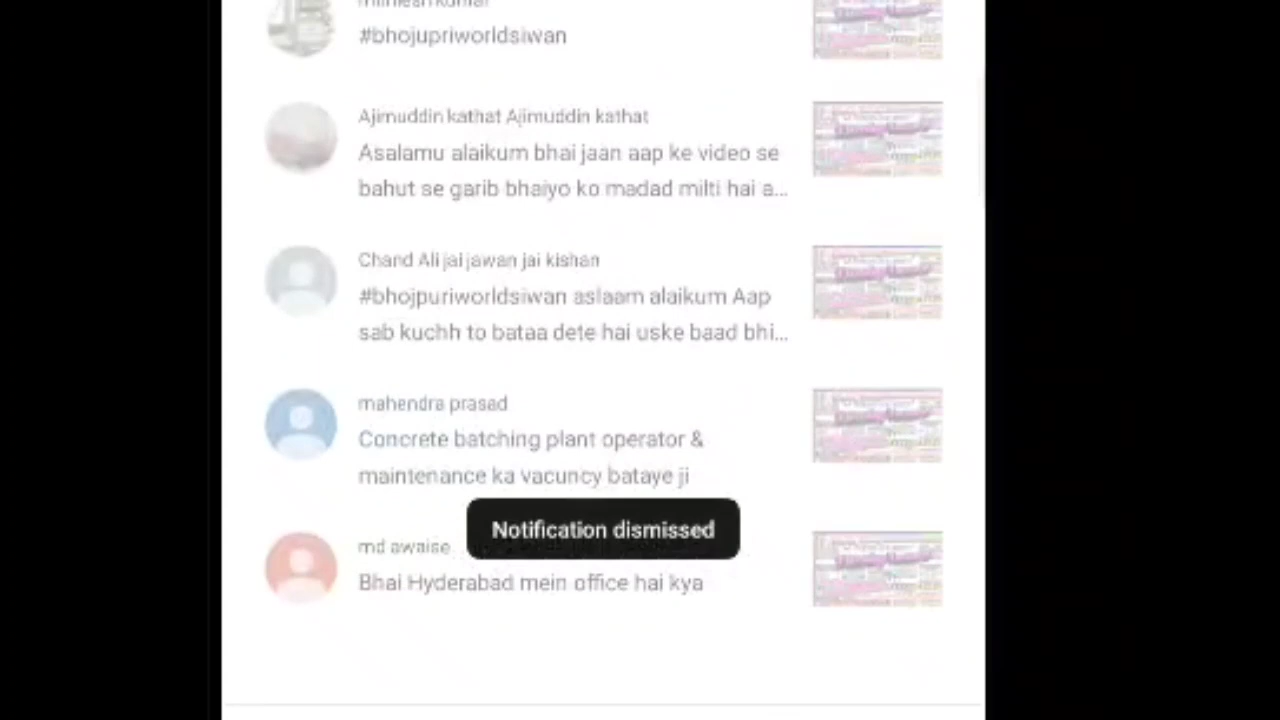 #bhojupriworldsiwan
Ajimuddin kathat Ajimuddin kathat
Asalamu alaikum bhai jaan aap ke video se
bahut se garib bhaiyo ko madad milti hai a...
Chand Ali jai jawan jai kishan
#bhojpuriworldsiwan aslaam alaikum Aap
sab kuchh to bataa dete hai uske baad bhi...
mahendra prasad
Concrete batching plant operator &
maintenance ka vacuncy bataye ji
Notification dismissed
md awaise
Bhai Hyderabad mein office hai kya